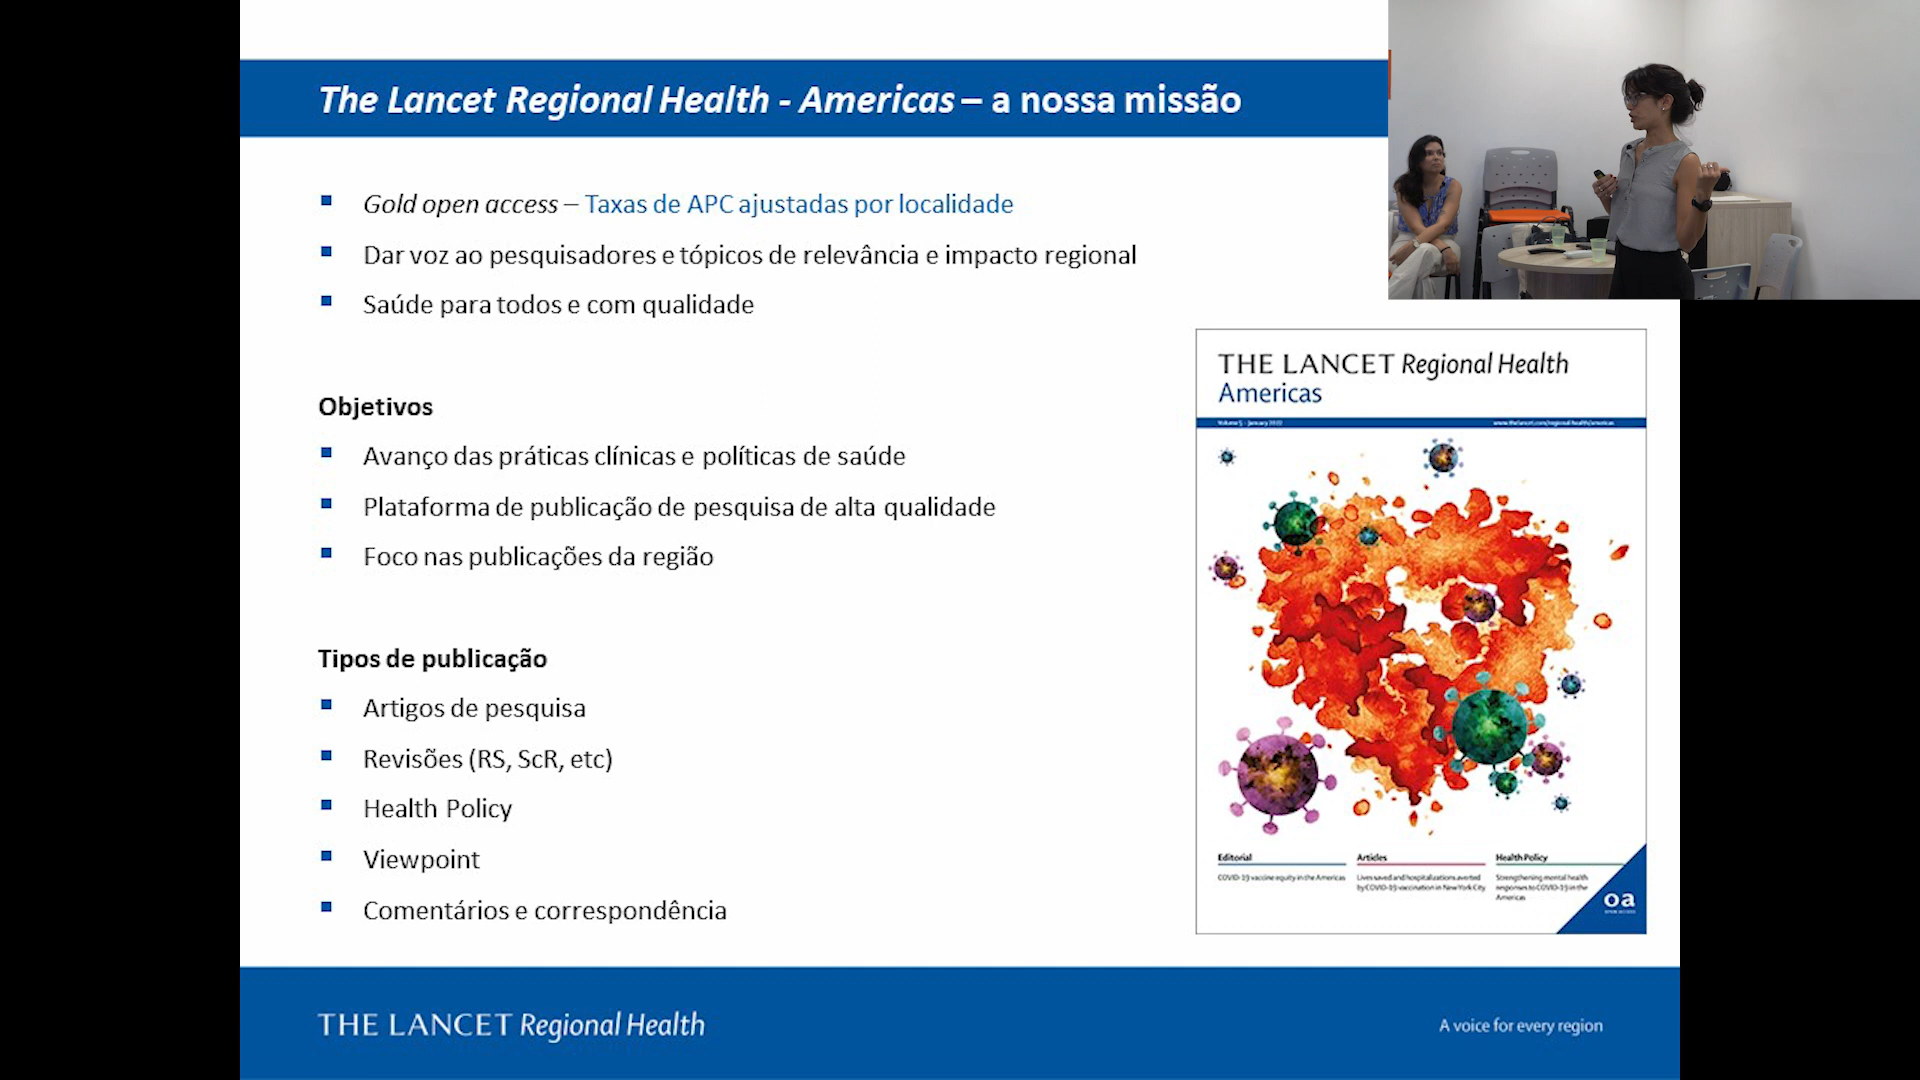 The Lancet Regional Health - Americas – a nossa missão
Gold open access – Taxas de APC ajustadas por localidade
Dar voz ao pesquisadores e tópicos de relevância e impacto regional
Saúde para todos e com qualidade
Objetivos
Avanço das práticas clínicas e políticas de saúde
Plataforma de publicação de pesquisa de alta qualidade
Foco nas publicações da região
Tipos de publicação
Artigos de pesquisa
Revisões (RS, ScR, etc)
Health Policy
Viewpoint
Comentários e correspondência
THE LANCET Regional Health
Americas
Volume 5 · January 2022
www.thelancet.com/regional-health/americas
Editorial
COVID-19 vaccine equity in the Americas
Articles
Lives saved and hospitalizations averted
by COVID-19 vaccination in New York City
Health Policy
Strengthening mental health
responses to COVID-19 in the
Americas
oa
OPEN ACCESS
THE LANCET Regional Health
A voice for every region